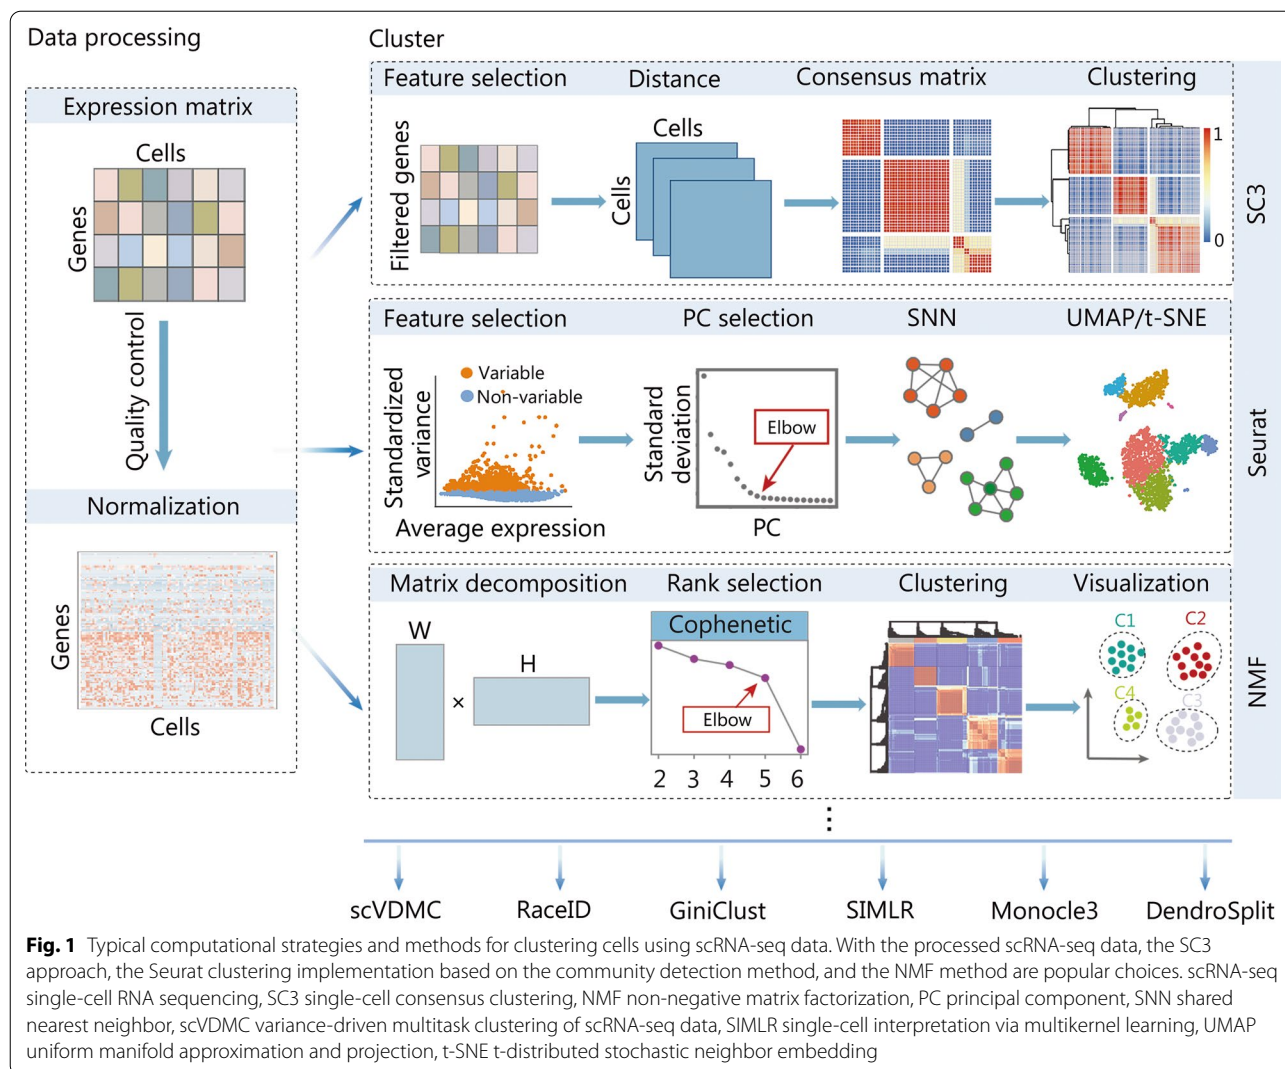 Data processing
Expression matrix
Cells
Genes
Quality control
Normalization
Genes
Cells
Cluster
Feature selection
Distance
Consensus matrix
Clustering
Filtered genes
Cells
Cells
1
0
SC3
Feature selection
PC selection
SNN
UMAP/t-SNE
Standardized
variance
Variable
Non-variable
Average expression
Standard
deviation
Elbow
PC
Seurat
Matrix decomposition
Rank selection
Clustering
Visualization
W
×
H
Cophenetic
Elbow
2 3 4 5 6
C1
C2
C4
C3
NMF
⋮
scVDMC
RaceID
GiniClust
SIMLR
Monocle3
DendroSplit
Fig. 1 Typical computational strategies and methods for clustering cells using scRNA-seq data. With the processed scRNA-seq data, the SC3
approach, the Seurat clustering implementation based on the community detection method, and the NMF method are popular choices. scRNA-seq
single-cell RNA sequencing, SC3 single-cell consensus clustering, NMF non-negative matrix factorization, PC principal component, SNN shared
nearest neighbor, scVDMC variance-driven multitask clustering of scRNA-seq data, SIMLR single-cell interpretation via multikernel learning, UMAP
uniform manifold approximation and projection, t-SNE t-distributed stochastic neighbor embedding